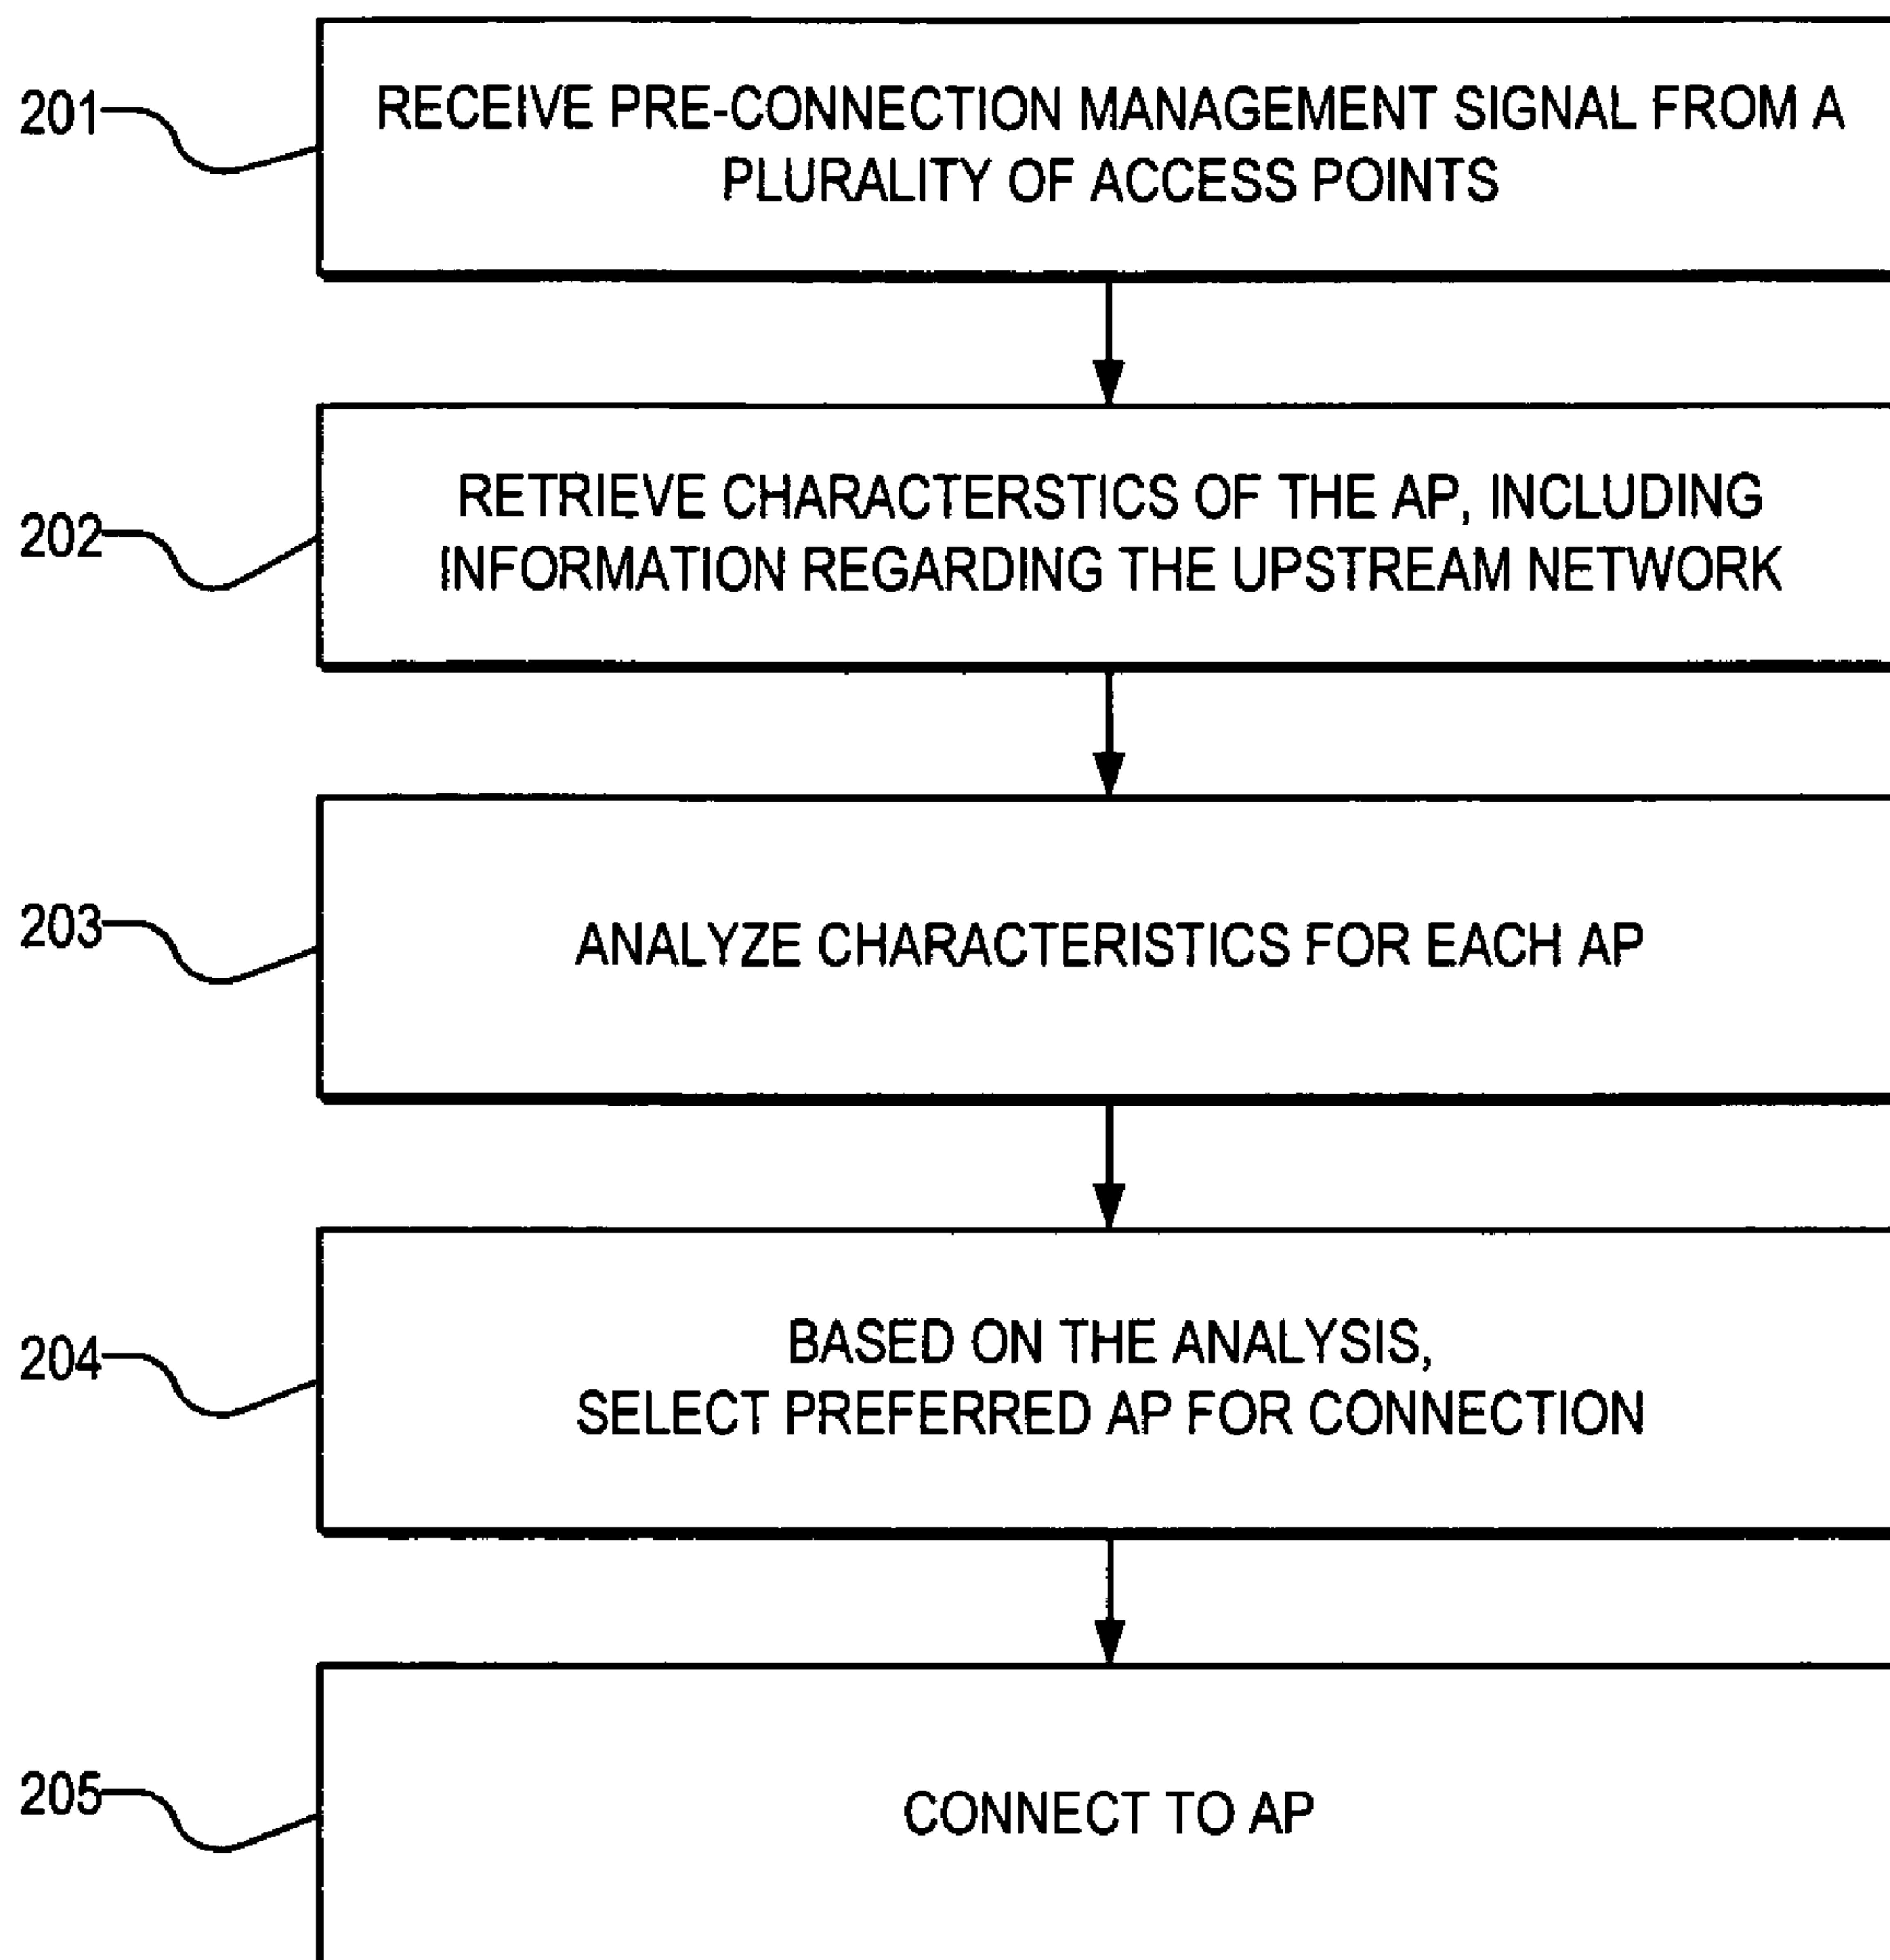 201
RECEIVE PRE-CONNECTION MANAGEMENT SIGNAL FROM A
PLURALITY OF ACCESS POINTS
202
RETRIEVE CHARACTERSTICS OF THE AP, INCLUDING
INFORMATION REGARDING THE UPSTREAM NETWORK
203
ANALYZE CHARACTERISTICS FOR EACH AP
204
BASED ON THE ANALYSIS,
SELECT PREFERRED AP FOR CONNECTION
205
CONNECT TO AP